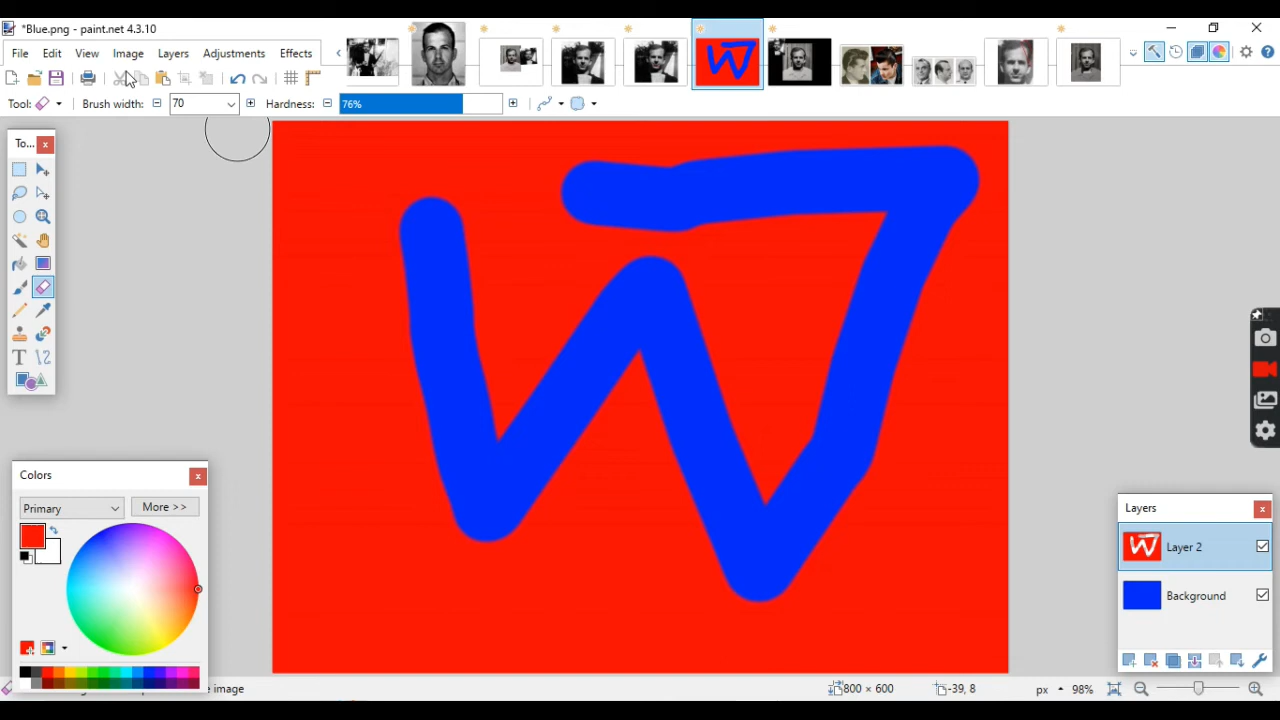 *Blue.png - paint.net 4.3.10
File Edit View Image Layers Adjustments Effects
Tool: Brush width: 70 Hardness: 76%
To...
T
Colors
Primary More >>
Layers
Layer 2
Background
e image 800 × 600 -39, 8 px 98%